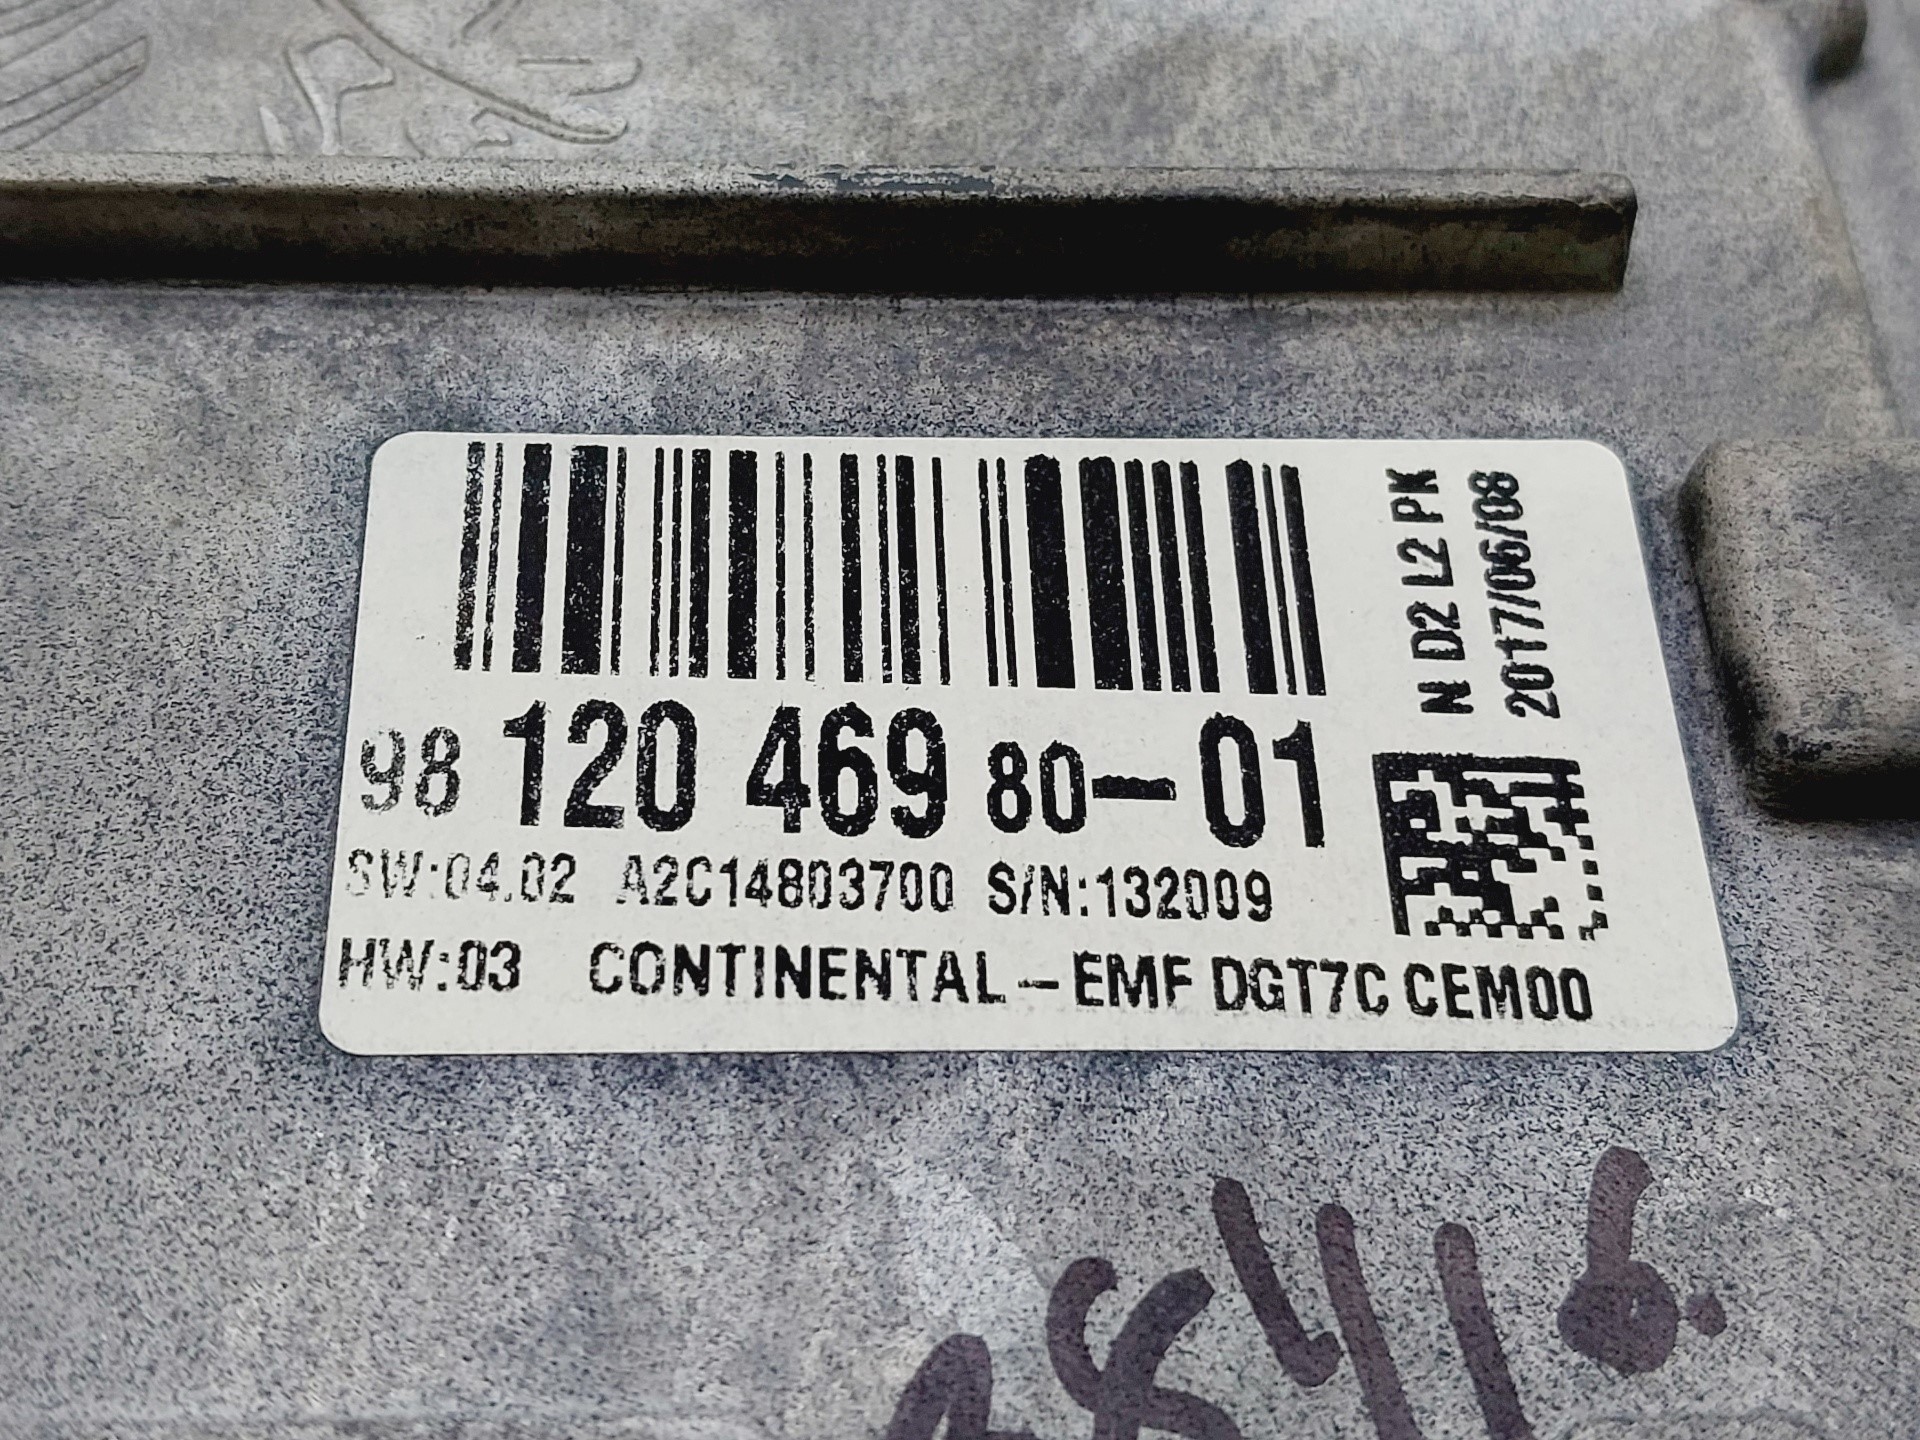 98 120 469 80-01
SW:04.02 A2C14803700 S/N:132009
HW:03 CONTINENTAL-EMF DGT7C CEM00
N D2 L2 PK
2017/06/08